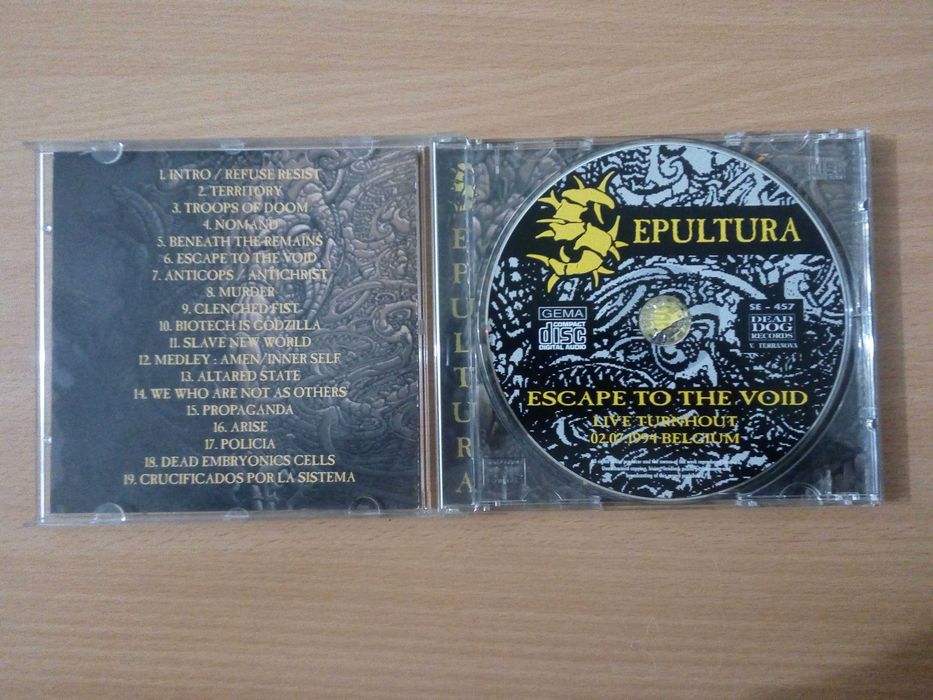 1. INTRO / REFUSE RESIST
2. TERRITORY
3. TROOPS OF DOOM
4. NOMAND
5. BENEATH THE REMAINS
6. ESCAPE TO THE VOID
7. ANTICOPS / ANTICHRIST
8. MURDER
9. CLENCHED FIST
10. BIOTECH IS GODZILLA
11. SLAVE NEW WORLD
12. MEDLEY : AMEN/INNER SELF
13. ALTARED STATE
14. WE WHO ARE NOT AS OTHERS
15. PROPAGANDA
16. ARISE
17. POLICIA
18. DEAD EMBRYONICS CELLS
19. CRUCIFICADOS POR LA SISTEMA
SEPULTURA
SEPULTURA
GEMA
COMPACT
disc
DIGITAL AUDIO
SE - 457
DEAD
DOG
RECORDS
V. TERRANOVA
ESCAPE TO THE VOID
LIVE TURNHOUT
02.07.1994 BELGIUM